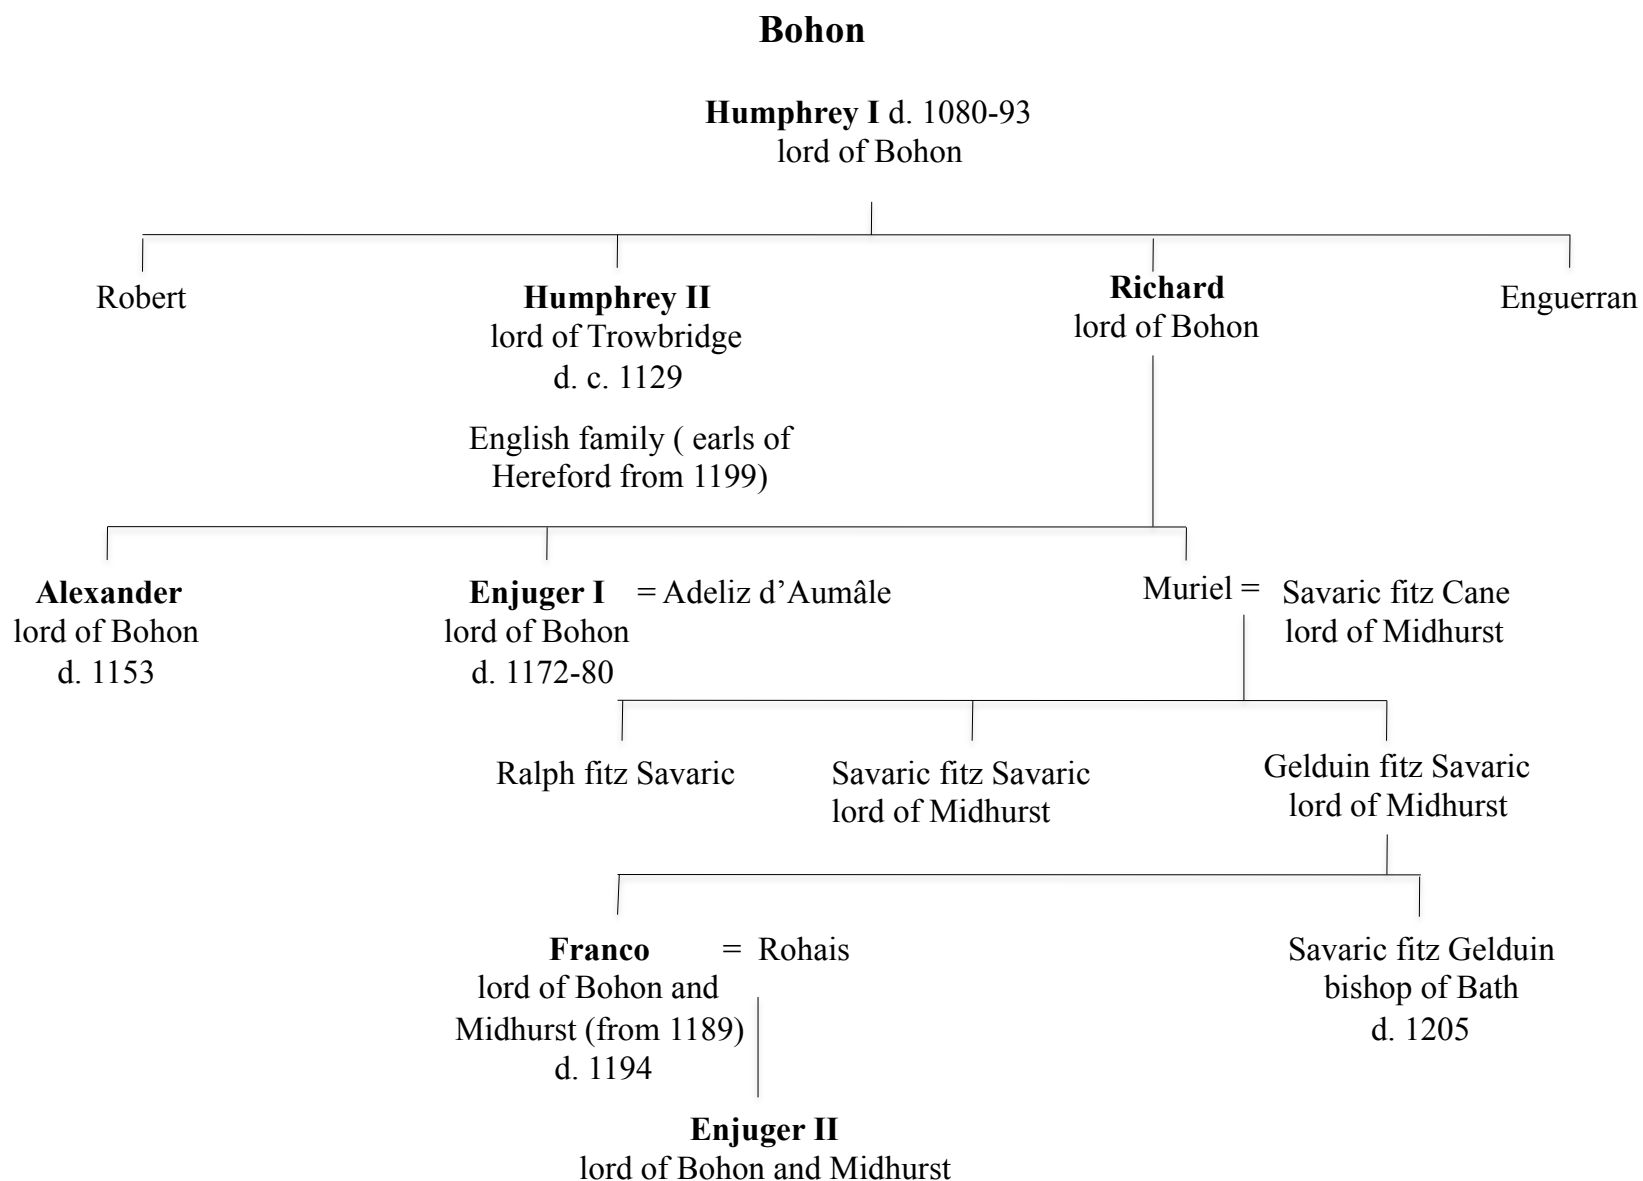 Bohon
Humphrey I d. 1080-93
lord of Bohon
Robert
Humphrey II
lord of Trowbridge
d. c. 1129
English family ( earls of
Hereford from 1199)
Richard
lord of Bohon
Enguerran
Alexander
lord of Bohon
d. 1153
Enjuger I = Adeliz d’Aumâle
lord of Bohon
d. 1172-80
Muriel = Savaric fitz Cane
lord of Midhurst
Ralph fitz Savaric
Savaric fitz Savaric
lord of Midhurst
Gelduin fitz Savaric
lord of Midhurst
Franco = Rohais
lord of Bohon and
Midhurst (from 1189)
d. 1194
Savaric fitz Gelduin
bishop of Bath
d. 1205
Enjuger II
lord of Bohon and Midhurst